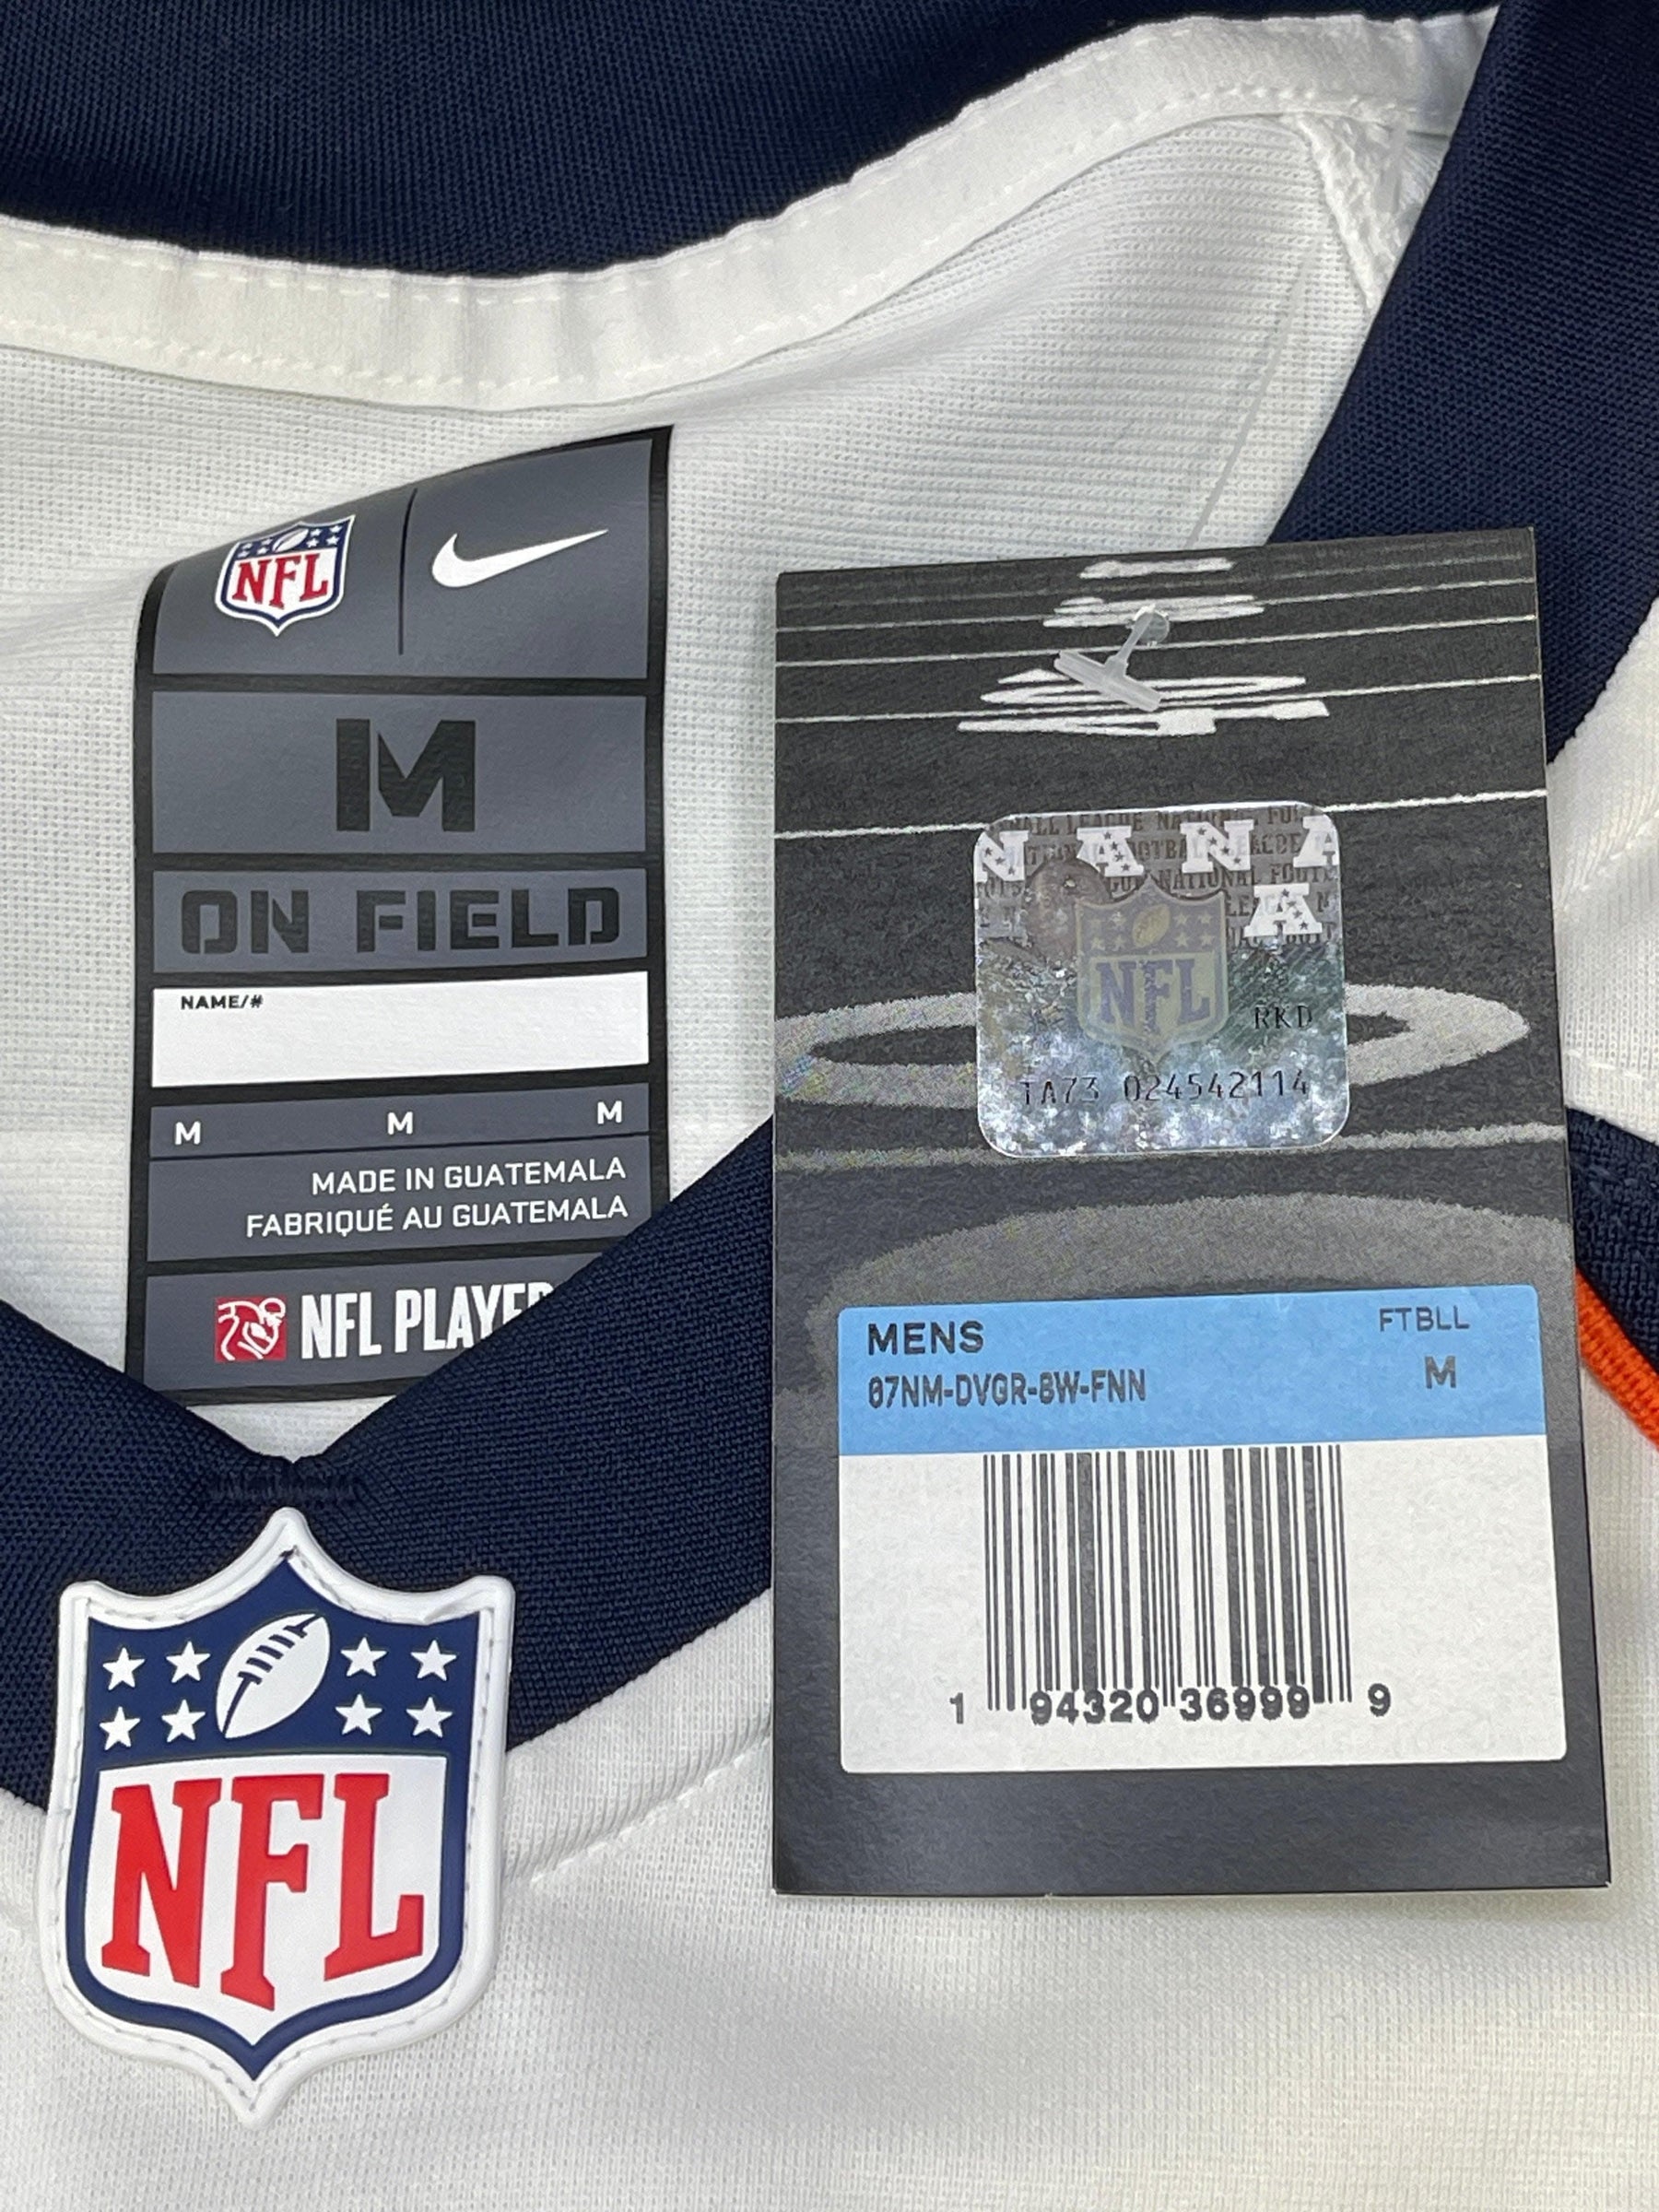 NFL
M
ON FIELD
NAME/#
M M M
MADE IN GUATEMALA
FABRIQUÉ AU GUATEMALA
NFL PLAYER
NFL
N A N A
A
NFL
RKD
TA73 024542114
MENS FTBLL
67NM-DVGR-8W-FNN M
1 94320 36999 9